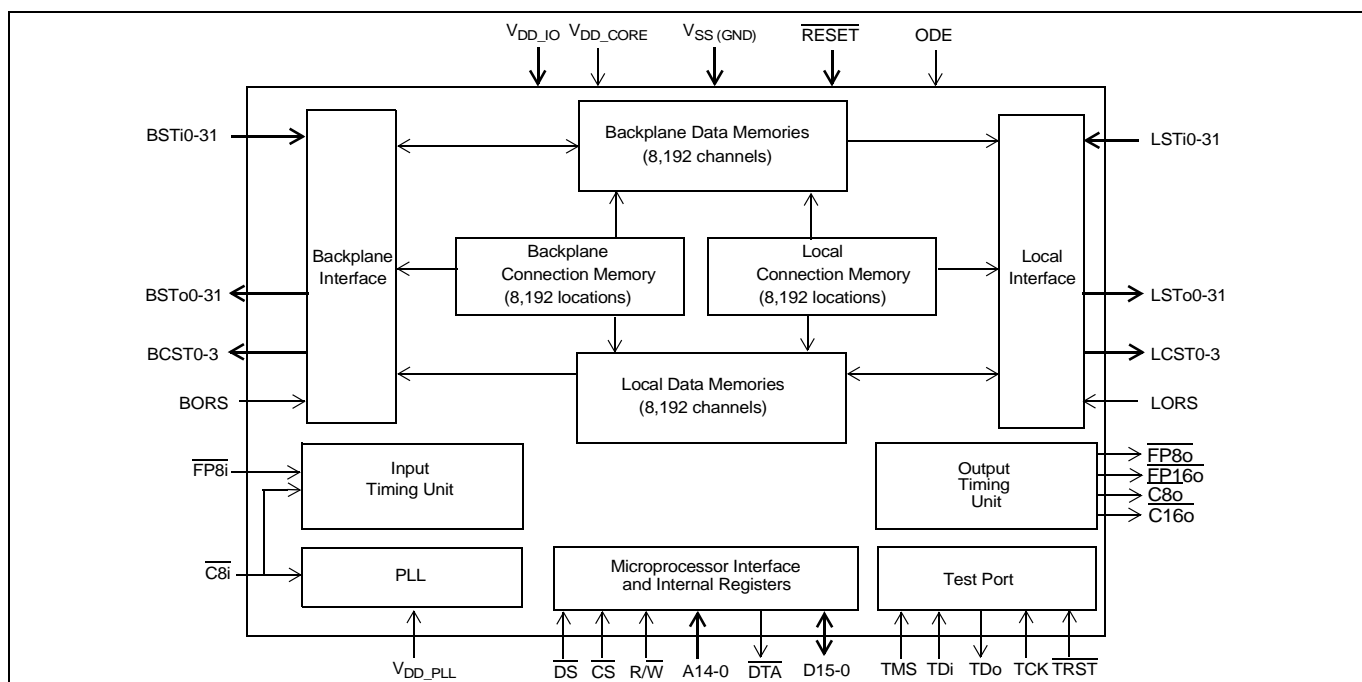 V_DD_IO V_DD_CORE V_SS (GND) RESET ODE
BSTi0-31
Backplane Data Memories
(8,192 channels)
LSTi0-31
Backplane
Interface
Backplane
Connection Memory
(8,192 locations)
Local
Connection Memory
(8,192 locations)
Local
Interface
BSTo0-31
LSTo0-31
BCST0-3
LCST0-3
Local Data Memories
(8,192 channels)
BORS
LORS
FP8i
Input
Timing Unit
Output
Timing
Unit
FP8o
FP16o
C8o
C16o
C8i
PLL
Microprocessor Interface
and Internal Registers
Test Port
V_DD_PLL
DS CS R/W A14-0 DTA D15-0
TMS TDi TDo TCK TRST